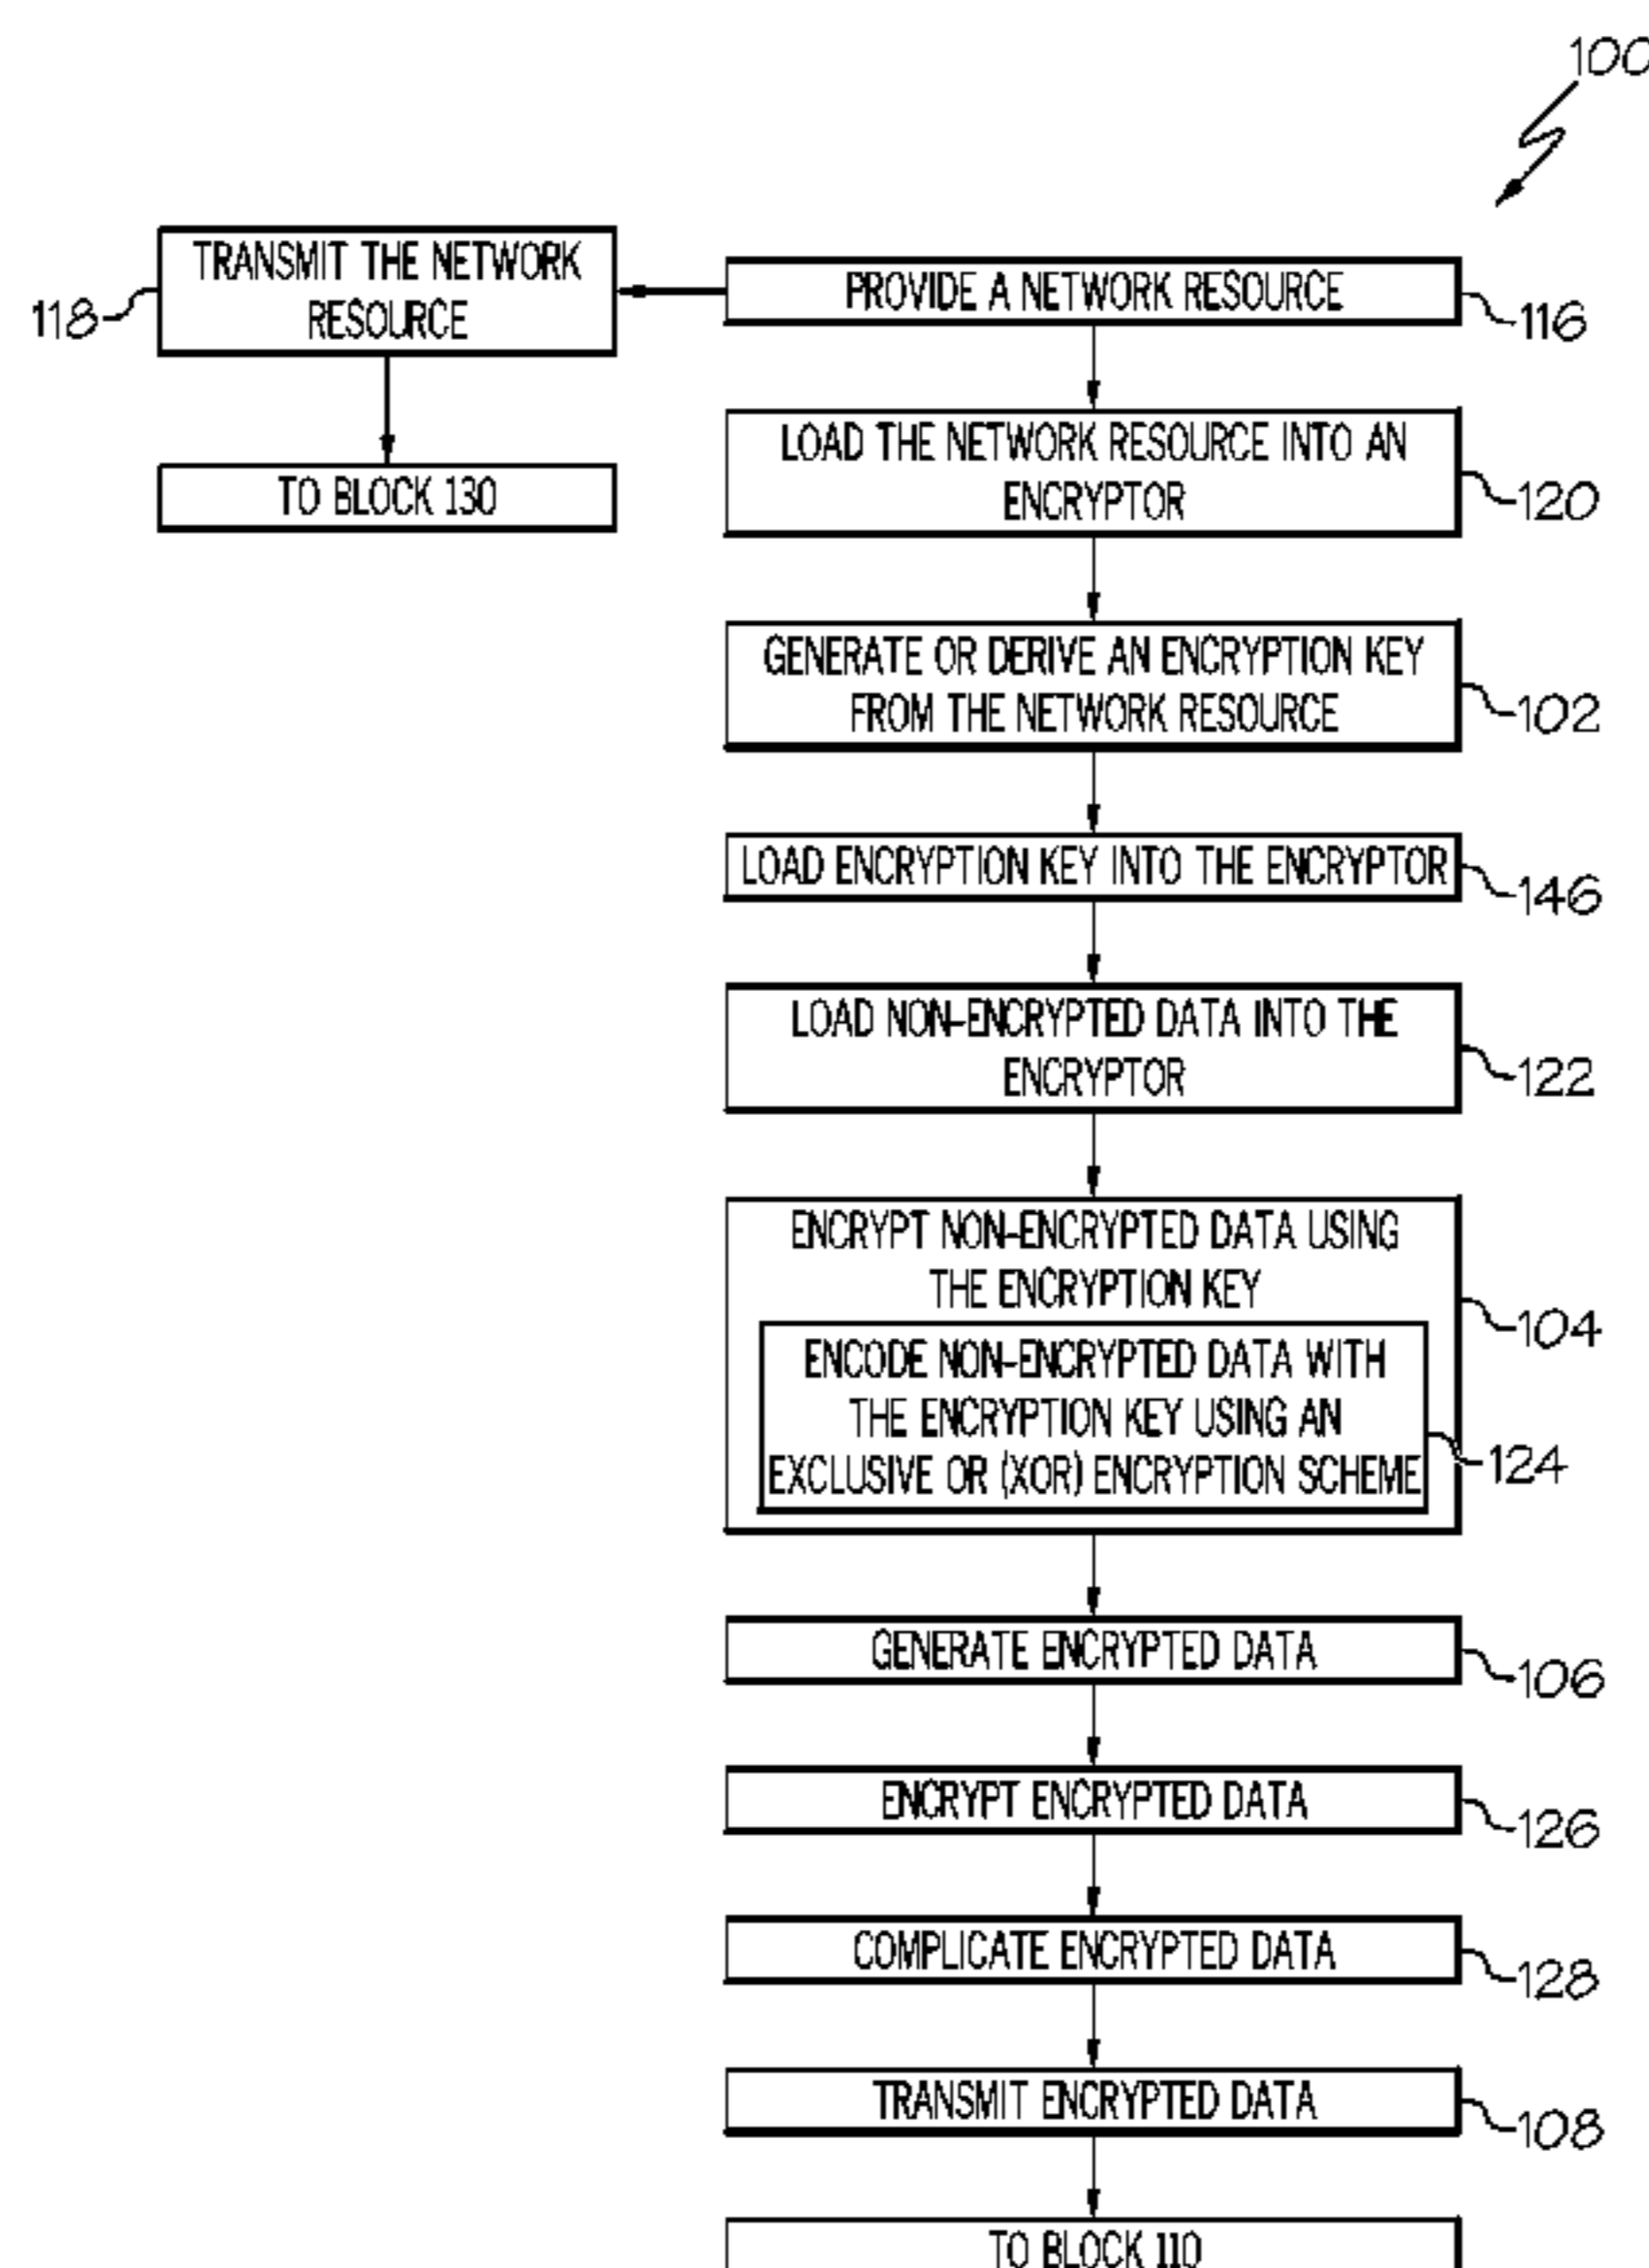 100
TRANSMIT THE NETWORK
RESOURCE
118
TO BLOCK 130
PROVIDE A NETWORK RESOURCE
116
LOAD THE NETWORK RESOURCE INTO AN
ENCRYPTOR
120
GENERATE OR DERIVE AN ENCRYPTION KEY
FROM THE NETWORK RESOURCE
102
LOAD ENCRYPTION KEY INTO THE ENCRYPTOR
146
LOAD NON-ENCRYPTED DATA INTO THE
ENCRYPTOR
122
ENCRYPT NON-ENCRYPTED DATA USING
THE ENCRYPTION KEY
104
ENCODE NON-ENCRYPTED DATA WITH
THE ENCRYPTION KEY USING AN
EXCLUSIVE OR (XOR) ENCRYPTION SCHEME
124
GENERATE ENCRYPTED DATA
106
ENCRYPT ENCRYPTED DATA
126
COMPLICATE ENCRYPTED DATA
128
TRANSMIT ENCRYPTED DATA
108
TO BLOCK 110